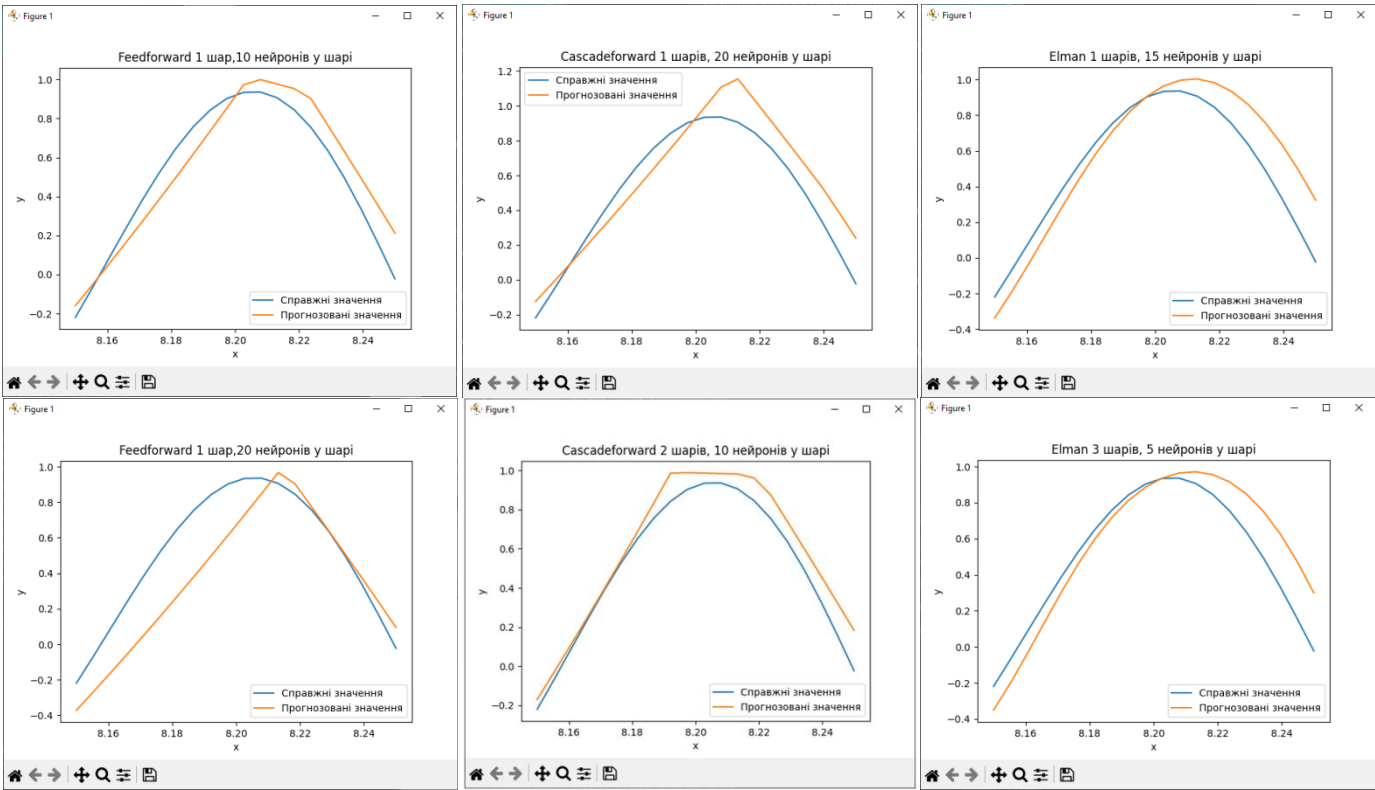 Figure 1
Feedforward 1 шар,10 нейронів у шарі
1.0
0.8
0.6
0.4
0.2
0.0
−0.2
y
8.16 8.18 8.20 8.22 8.24
x
Справжні значення
Прогнозовані значення
Figure 1
Cascadeforward 1 шарів, 20 нейронів у шарі
1.2
1.0
0.8
0.6
0.4
0.2
0.0
−0.2
y
8.16 8.18 8.20 8.22 8.24
x
Справжні значення
Прогнозовані значення
Figure 1
Elman 1 шарів, 15 нейронів у шарі
1.0
0.8
0.6
0.4
0.2
0.0
−0.2
−0.4
y
8.16 8.18 8.20 8.22 8.24
x
Справжні значення
Прогнозовані значення
Figure 1
Feedforward 1 шар,20 нейронів у шарі
1.0
0.8
0.6
0.4
0.2
0.0
−0.2
−0.4
y
8.16 8.18 8.20 8.22 8.24
x
Справжні значення
Прогнозовані значення
Figure 1
Cascadeforward 2 шарів, 10 нейронів у шарі
1.0
0.8
0.6
0.4
0.2
0.0
−0.2
y
8.16 8.18 8.20 8.22 8.24
x
Справжні значення
Прогнозовані значення
Figure 1
Elman 3 шарів, 5 нейронів у шарі
1.0
0.8
0.6
0.4
0.2
0.0
−0.2
−0.4
y
8.16 8.18 8.20 8.22 8.24
x
Справжні значення
Прогнозовані значення